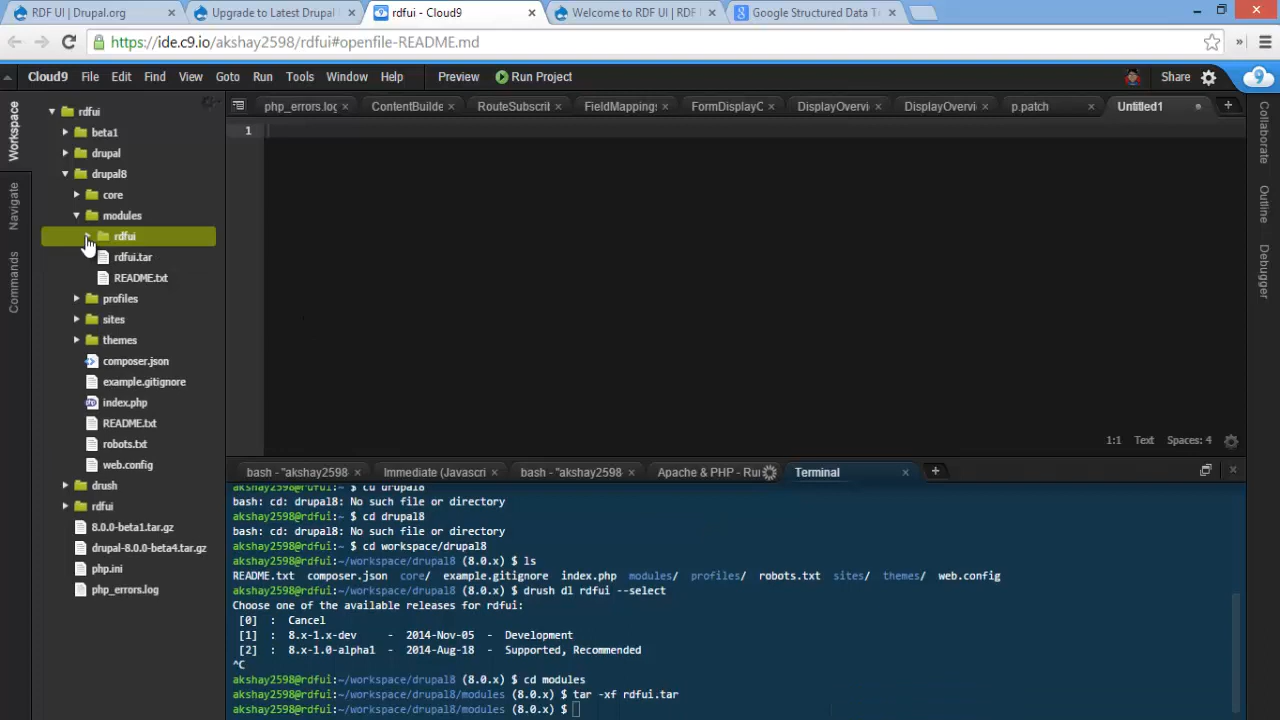 RDF UI | Drupal.org
Upgrade to Latest Drupal
rdfui - Cloud9
Welcome to RDF UI | RDF
Google Structured Data Te
https://ide.c9.io/akshay2598/rdfui#openfile-README.md
Cloud9 File Edit Find View Goto Run Tools Window Help Preview Run Project Share
Workspace
Navigate
Commands
rdfui
beta1
drupal
drupal8
core
modules
rdfui
rdfui.tar
README.txt
profiles
sites
themes
composer.json
example.gitignore
index.php
README.txt
robots.txt
web.config
drush
rdfui
8.0.0-beta1.tar.gz
drupal-8.0.0-beta4.tar.gz
php.ini
php_errors.log
php_errors.log ContentBuilde RouteSubscrib FieldMappings FormDisplayC DisplayOvervi DisplayOvervi p.patch Untitled1
1
1:1 Text Spaces: 4
Collaborate
Outline
Debugger
bash - "akshay2598 Immediate (Javascri bash - "akshay2598 Apache & PHP - Run Terminal
akshay2598@rdfui:~ $ cd drupal8
bash: cd: drupal8: No such file or directory
akshay2598@rdfui:~ $ cd drupal8
bash: cd: drupal8: No such file or directory
akshay2598@rdfui:~ $ cd workspace/drupal8
akshay2598@rdfui:~/workspace/drupal8 (8.0.x) $ ls
README.txt composer.json core/ example.gitignore index.php modules/ profiles/ robots.txt sites/ themes/ web.config
akshay2598@rdfui:~/workspace/drupal8 (8.0.x) $ drush dl rdfui --select
Choose one of the available releases for rdfui:
[0] : Cancel
[1] : 8.x-1.x-dev - 2014-Nov-05 - Development
[2] : 8.x-1.0-alpha1 - 2014-Aug-18 - Supported, Recommended
^C
akshay2598@rdfui:~/workspace/drupal8 (8.0.x) $ cd modules
akshay2598@rdfui:~/workspace/drupal8/modules (8.0.x) $ tar -xf rdfui.tar
akshay2598@rdfui:~/workspace/drupal8/modules (8.0.x) $